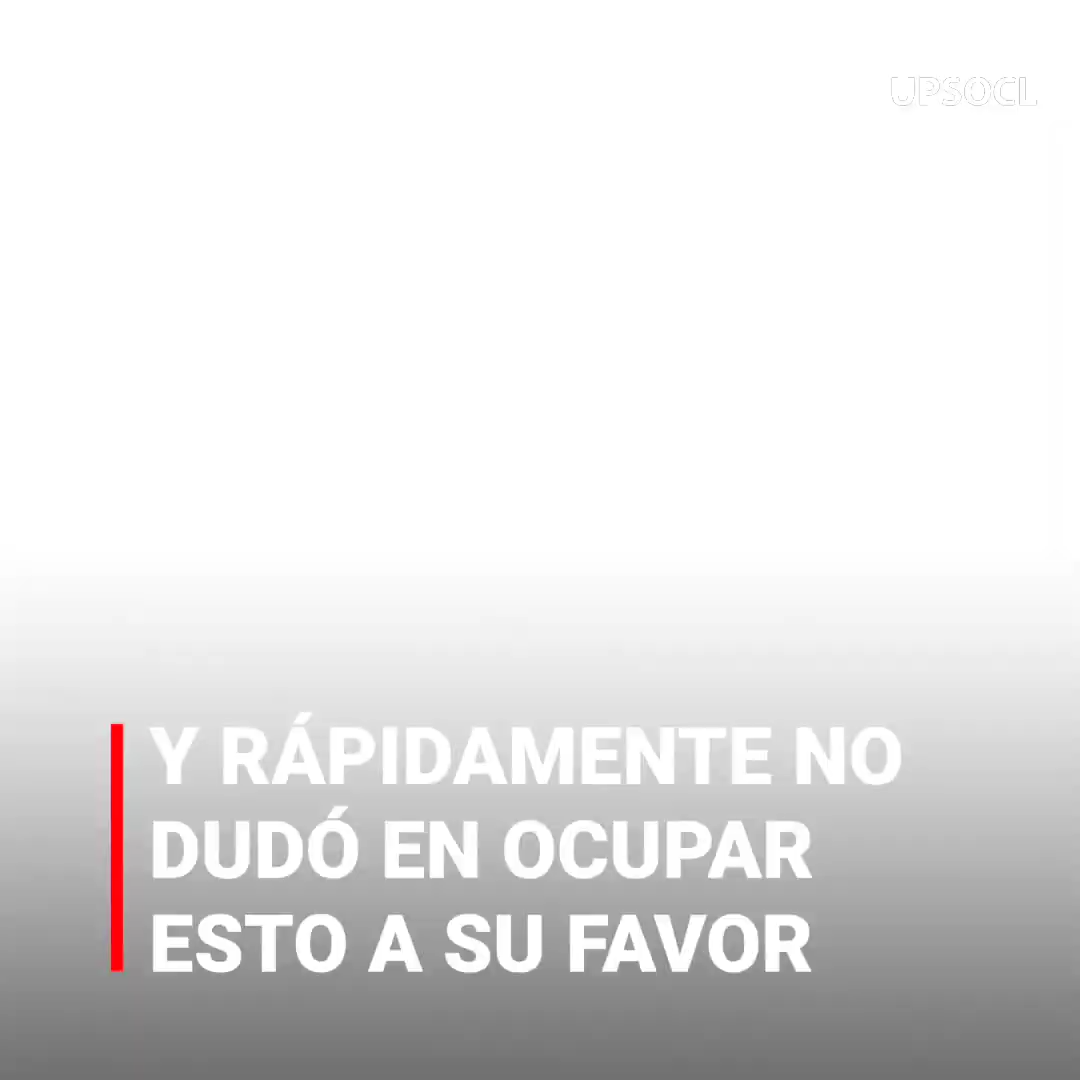 UPSOCL
Y RÁPIDAMENTE NO
DUDÓ EN OCUPAR
ESTO A SU FAVOR